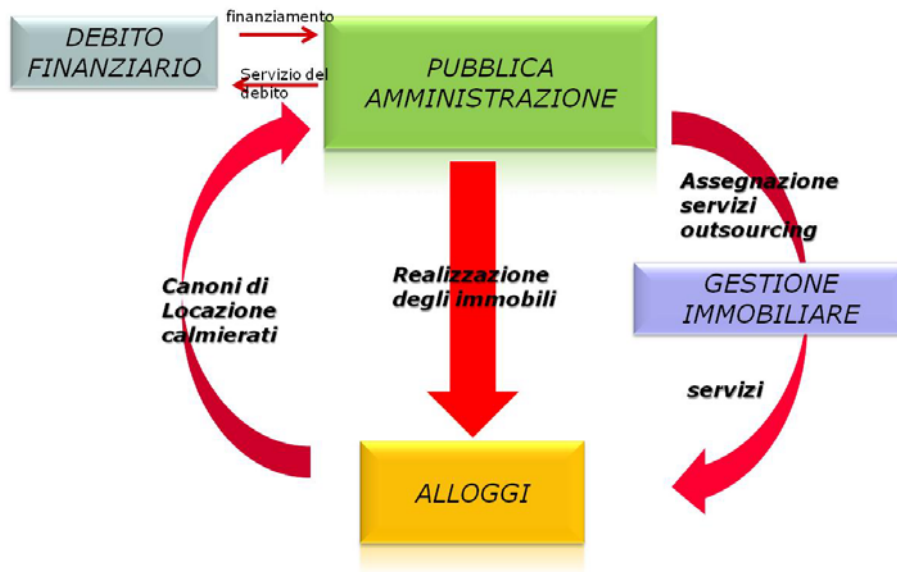 finanziamento
DEBITO
FINANZIARIO
Servizio del
debito
PUBBLICA
AMMINISTRAZIONE
Assegnazione
servizi
outsourcing
Canoni di
Locazione
calmierati
Realizzazione
degli immobili
GESTIONE
IMMOBILIARE
servizi
ALLOGGI